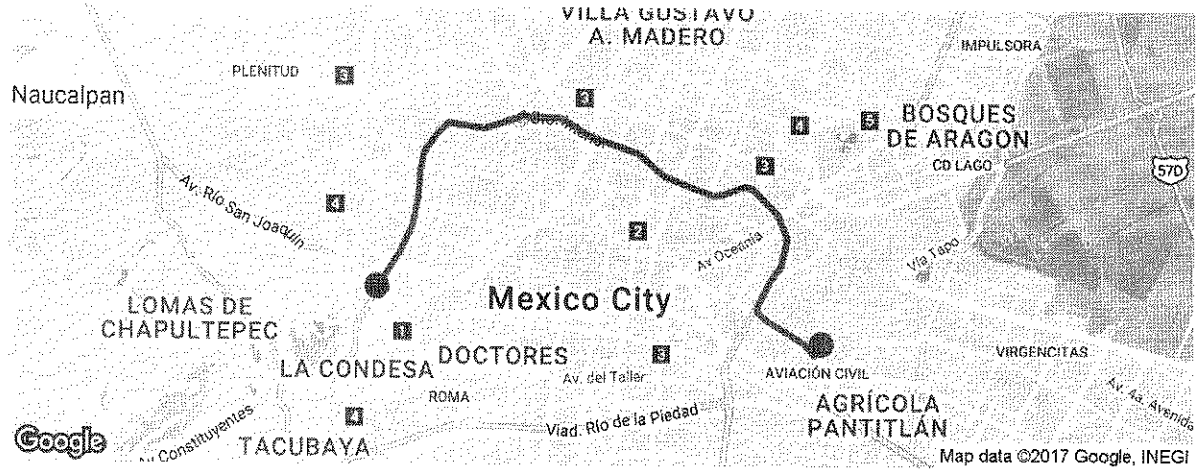 VILLA GUSTAVO
A. MADERO
IMPULSORA
PLENITUD
3
Naucalpan
3
4
5
BOSQUES
DE ARAGON
CD LAGO
57D
3
Av. Río San Joaquín
4
2
Av Oceanía
Vía Tapo
LOMAS DE
CHAPULTEPEC
Mexico City
1
LA CONDESA
DOCTORES
3
Av. del Taller
AVIACIÓN CIVIL
VIRGENCITAS
ROMA
Av. 4a. Avenida
4
Viad. Río de la Piedad
AGRÍCOLA
PANTITLÁN
Google
Av Constituyentes
TACUBAYA
Map data ©2017 Google, INEGI